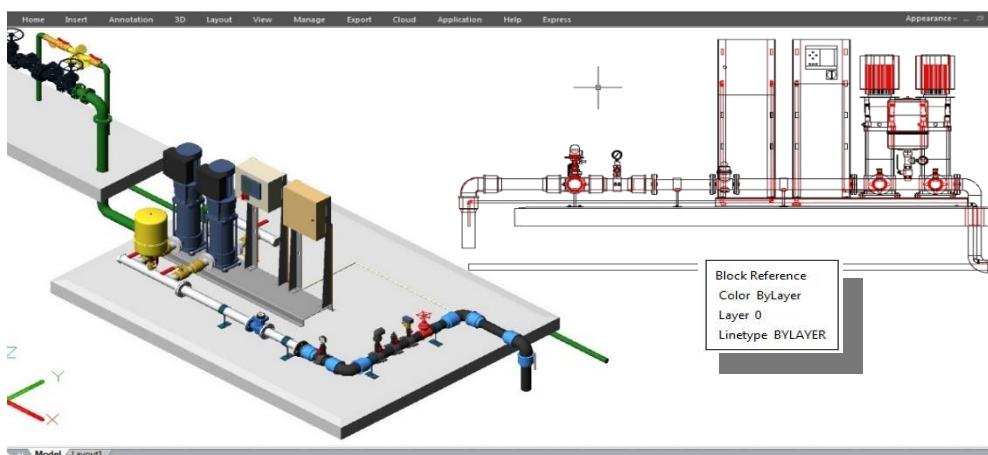 Home Insert Annotation 3D Layout View Manage Export Cloud Application Help Express Appearance
Block Reference
Color ByLayer
Layer 0
Linetype BYLAYER
Z
Y
X
Model Layout1